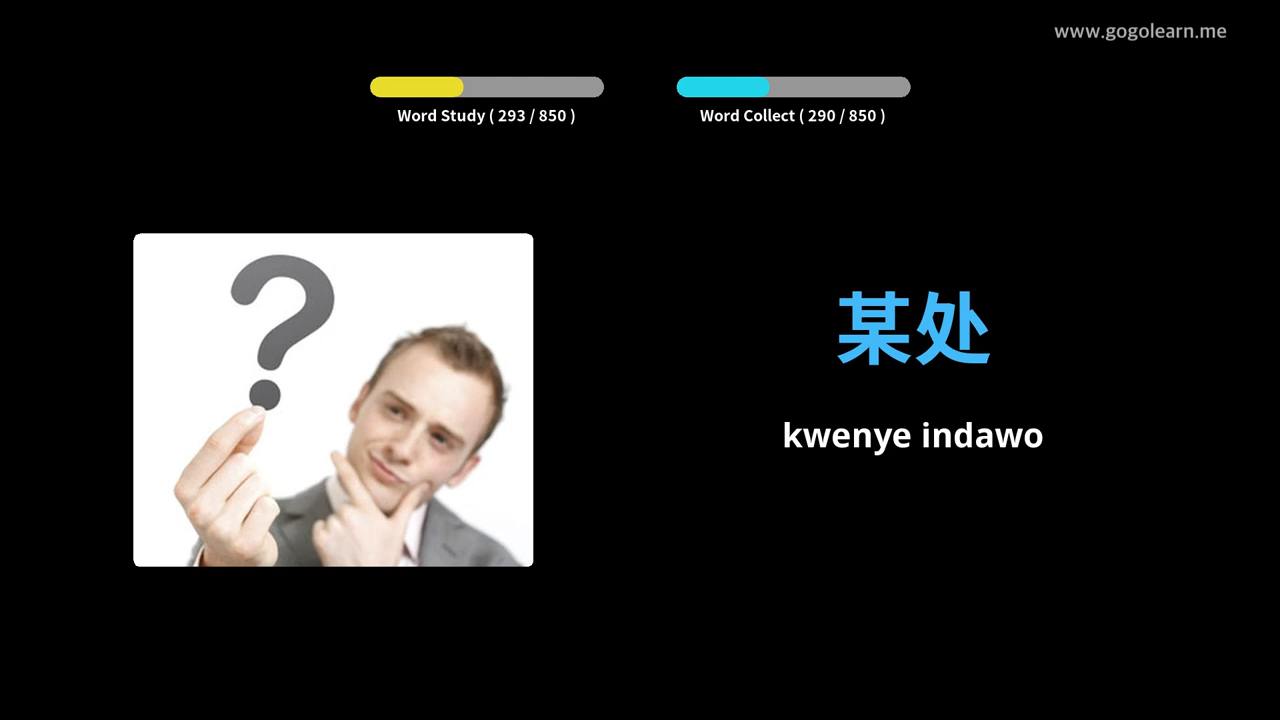 www.gogolearn.me
Word Study ( 293 / 850 )
Word Collect ( 290 / 850 )
某处
kwenye indawo